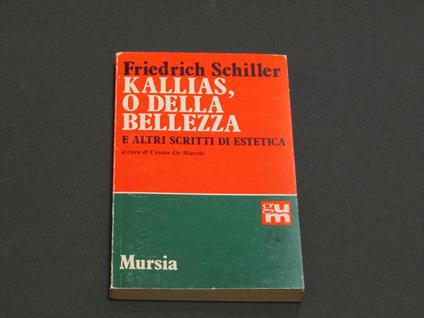 Friedrich Schiller
KALLIAS,
O DELLA
BELLEZZA
E ALTRI SCRITTI DI ESTETICA
a cura di Cesare De Marchi
gum
Mursia